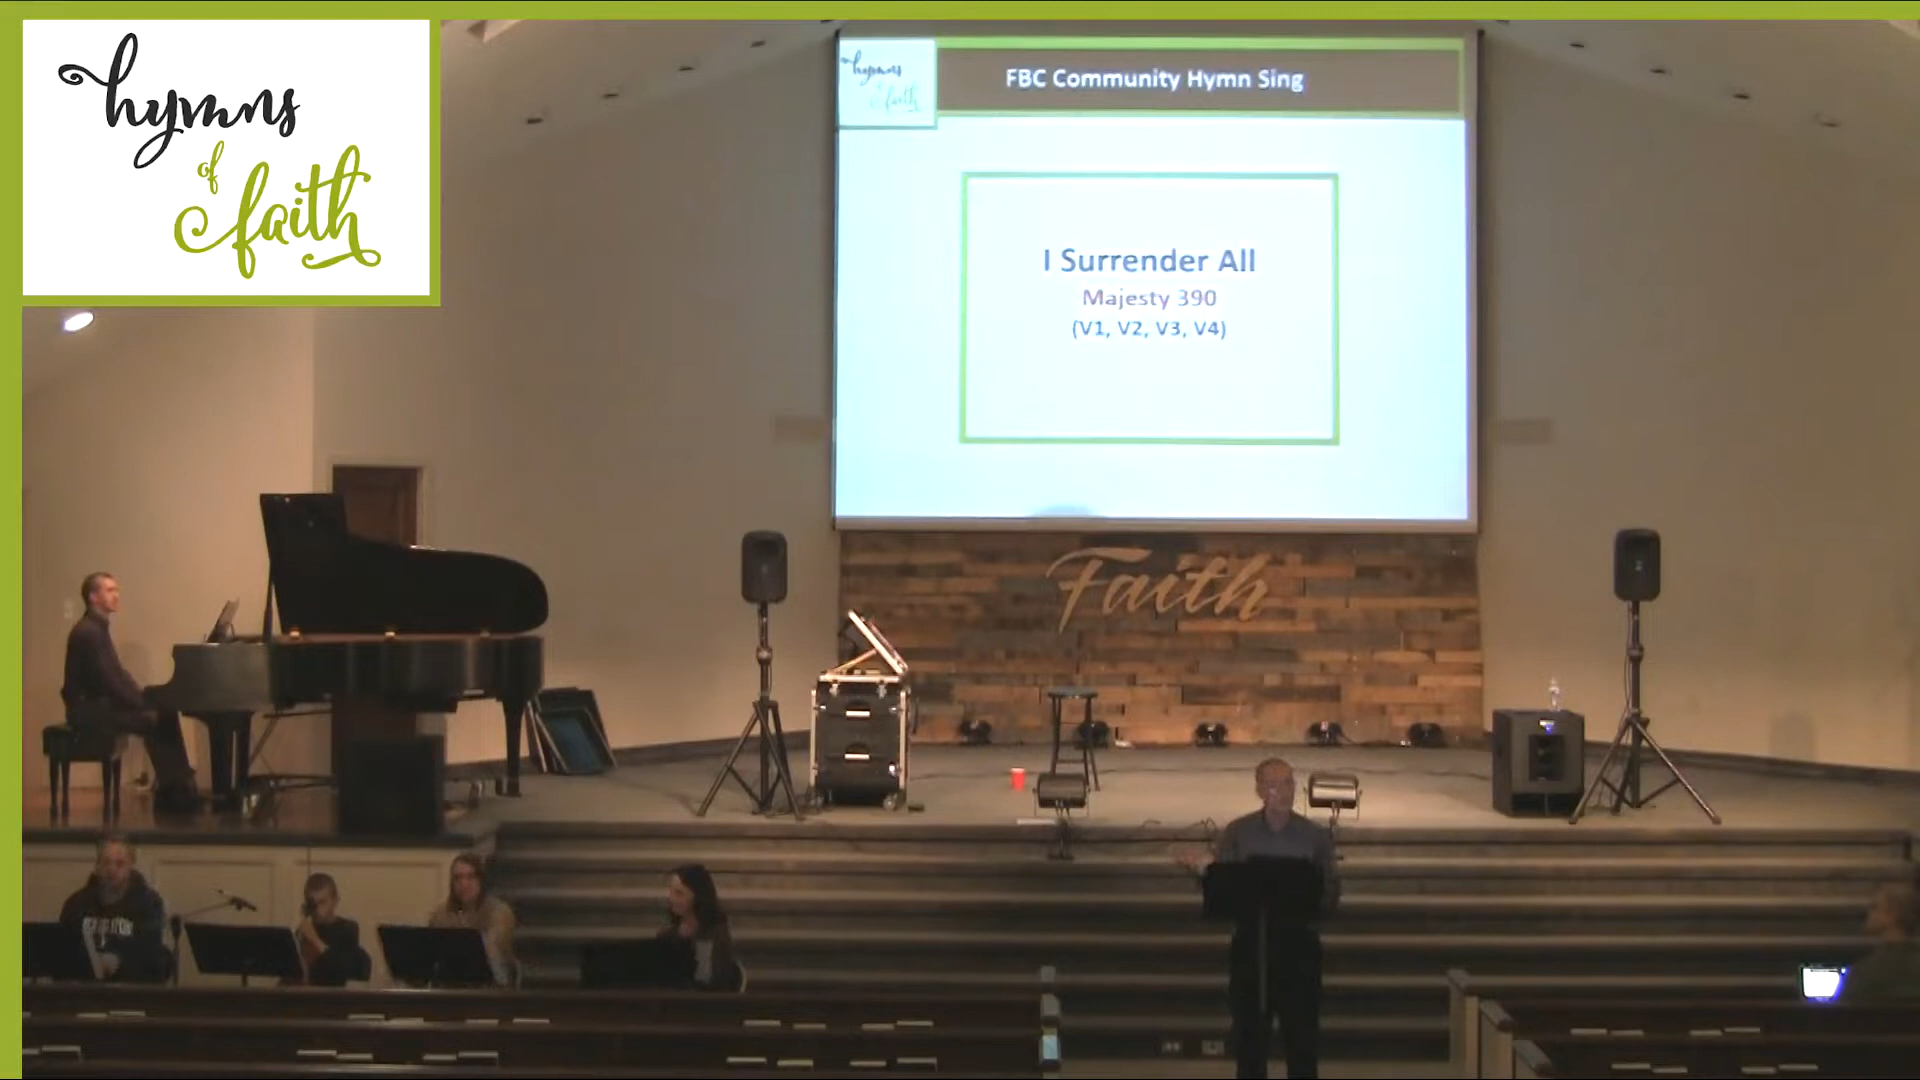 hymns
of
faith
hymns
faith
FBC Community Hymn Sing
I Surrender All
Majesty 390
(V1, V2, V3, V4)
Faith